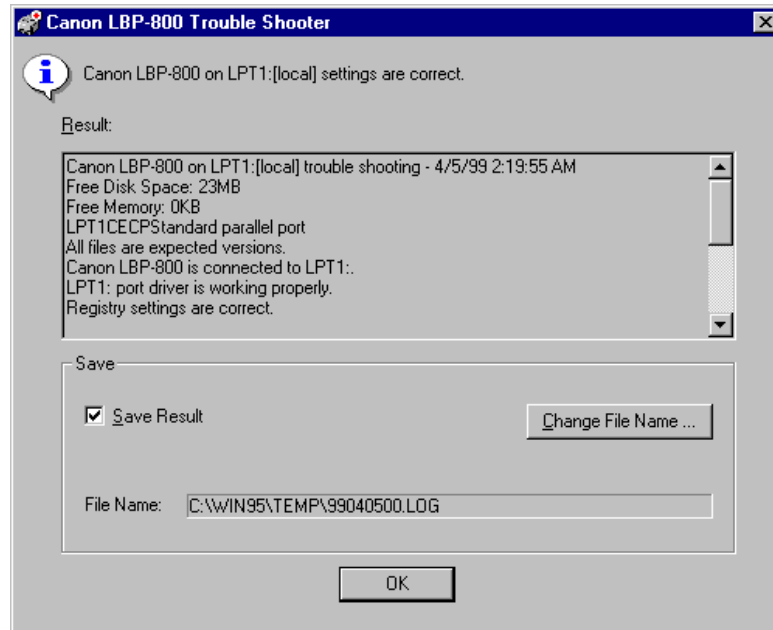 Canon LBP-800 Trouble Shooter
Canon LBP-800 on LPT1:[local] settings are correct.
Result:
Canon LBP-800 on LPT1:[local] trouble shooting - 4/5/99 2:19:55 AM
Free Disk Space: 23MB
Free Memory: 0KB
LPT1CECPStandard parallel port
All files are expected versions.
Canon LBP-800 is connected to LPT1:.
LPT1: port driver is working properly.
Registry settings are correct.
Save
Save Result
Change File Name ...
File Name:
C:\WIN95\TEMP\99040500.LOG
OK